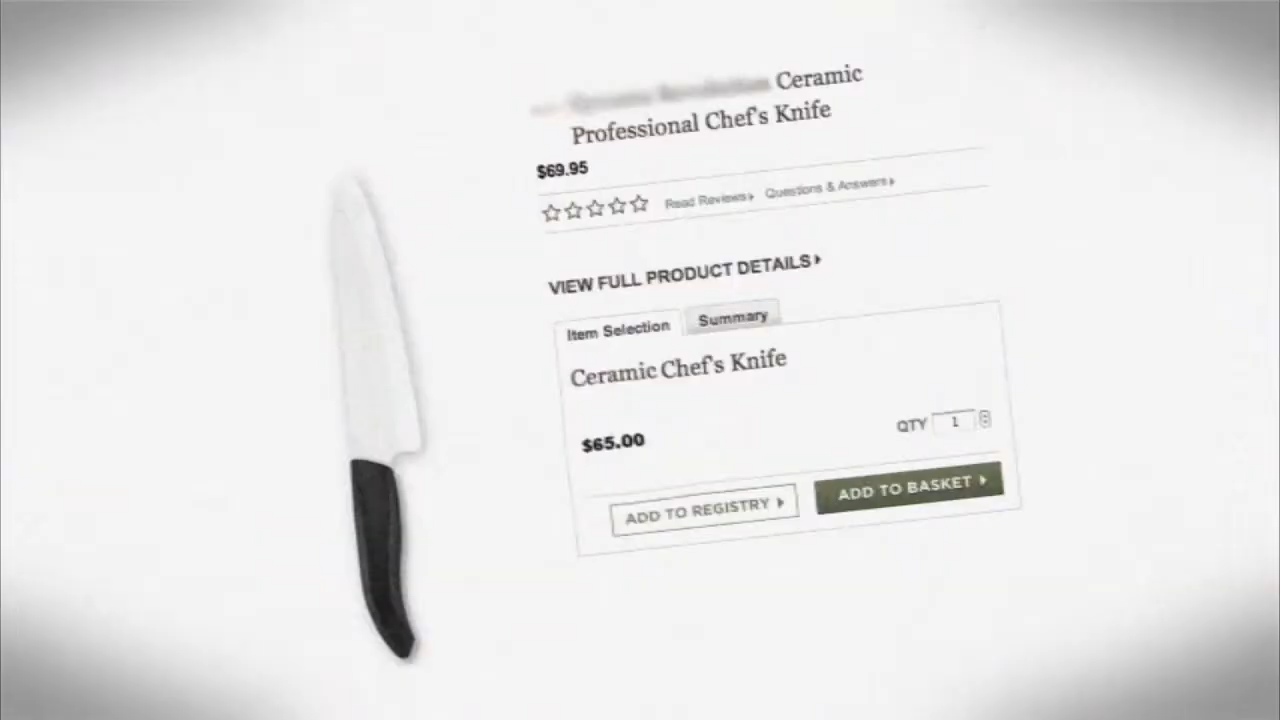 Ceramic
Professional Chef's Knife
$69.95
Read Reviews Questions & Answers
VIEW FULL PRODUCT DETAILS
Item Selection Summary
Ceramic Chef's Knife
$65.00
QTY 1
ADD TO REGISTRY ADD TO BASKET